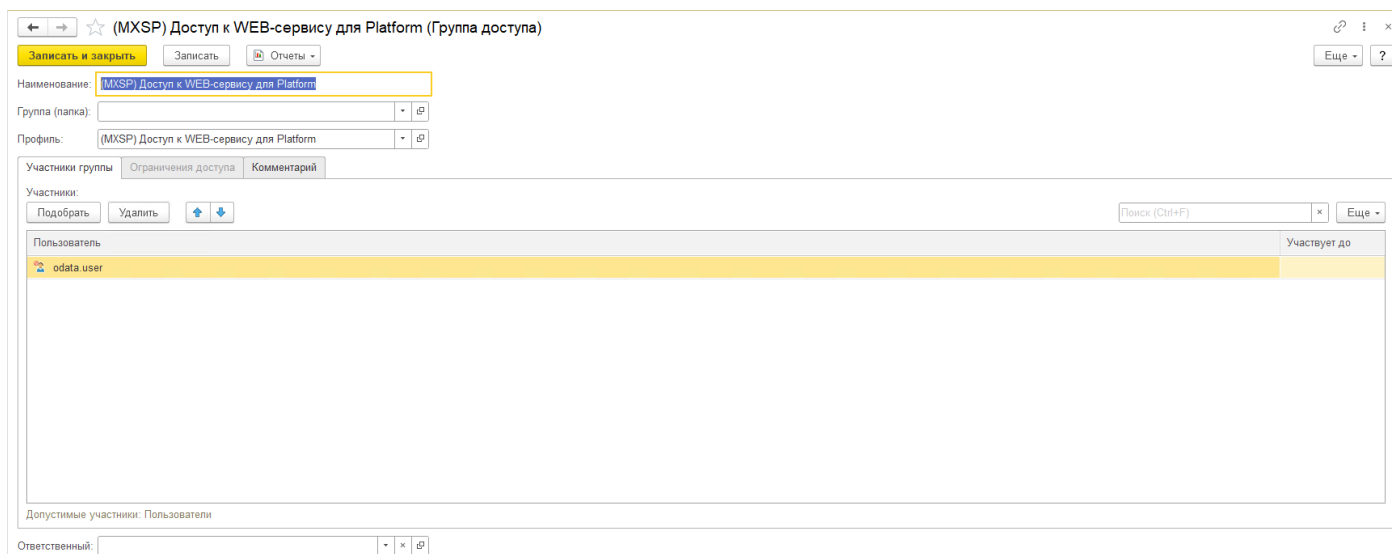 (MXSP) Доступ к WEB-сервису для Platform (Группа доступа)
Записать и закрыть Записать Отчеты Еще ?
Наименование: (MXSP) Доступ к WEB-сервису для Platform
Группа (папка):
Профиль: (MXSP) Доступ к WEB-сервису для Platform
Участники группы Ограничения доступа Комментарий
Участники:
Подобрать Удалить Поиск (Ctrl+F) × Еще
Пользователь Участвует до
odata.user
Допустимые участники: Пользователи
Ответственный: